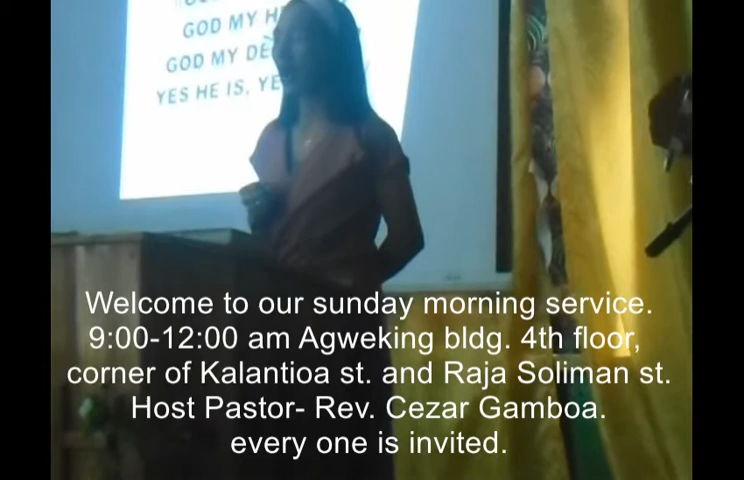 GOD MY
GOD MY
YES HE IS,
Welcome to our sunday morning service.
9:00-12:00 am Agweking bldg. 4th floor,
corner of Kalantioa st. and Raja Soliman st.
Host Pastor- Rev. Cezar Gamboa.
every one is invited.